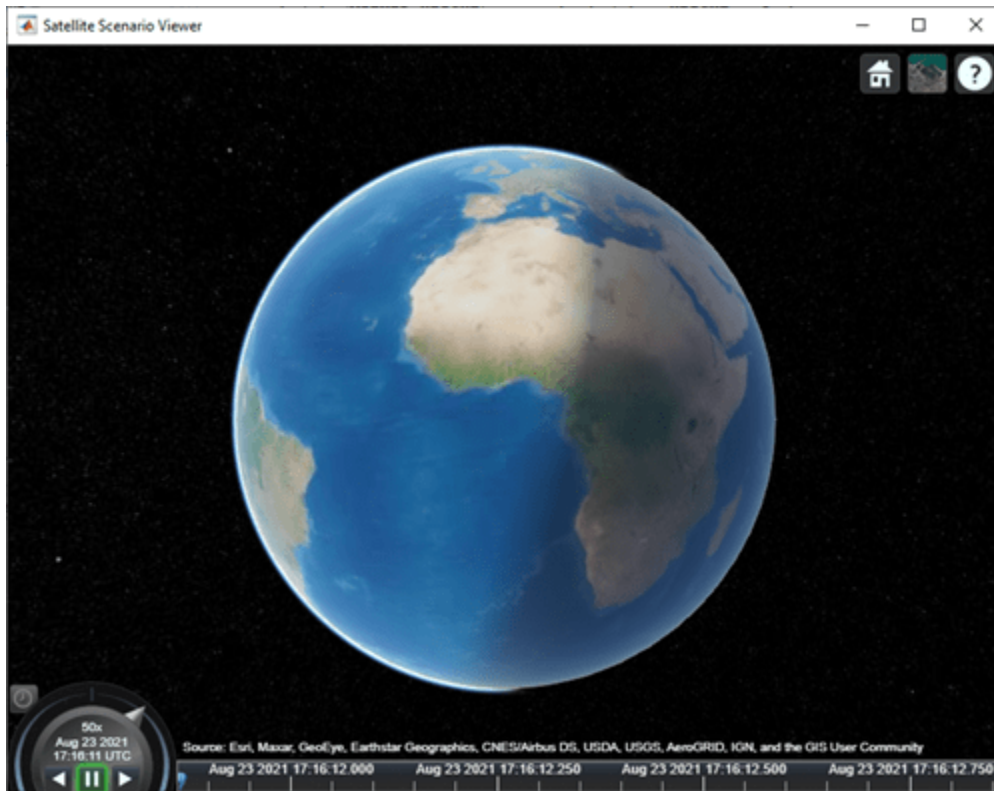 Satellite Scenario Viewer
?
50x
Aug 23 2021
17:16:11 UTC
Source: Esri, Maxar, GeoEye, Earthstar Geographics, CNES/Airbus DS, USDA, USGS, AeroGRID, IGN, and the GIS User Community
Aug 23 2021 17:16:12.000 Aug 23 2021 17:16:12.250 Aug 23 2021 17:16:12.500 Aug 23 2021 17:16:12.750